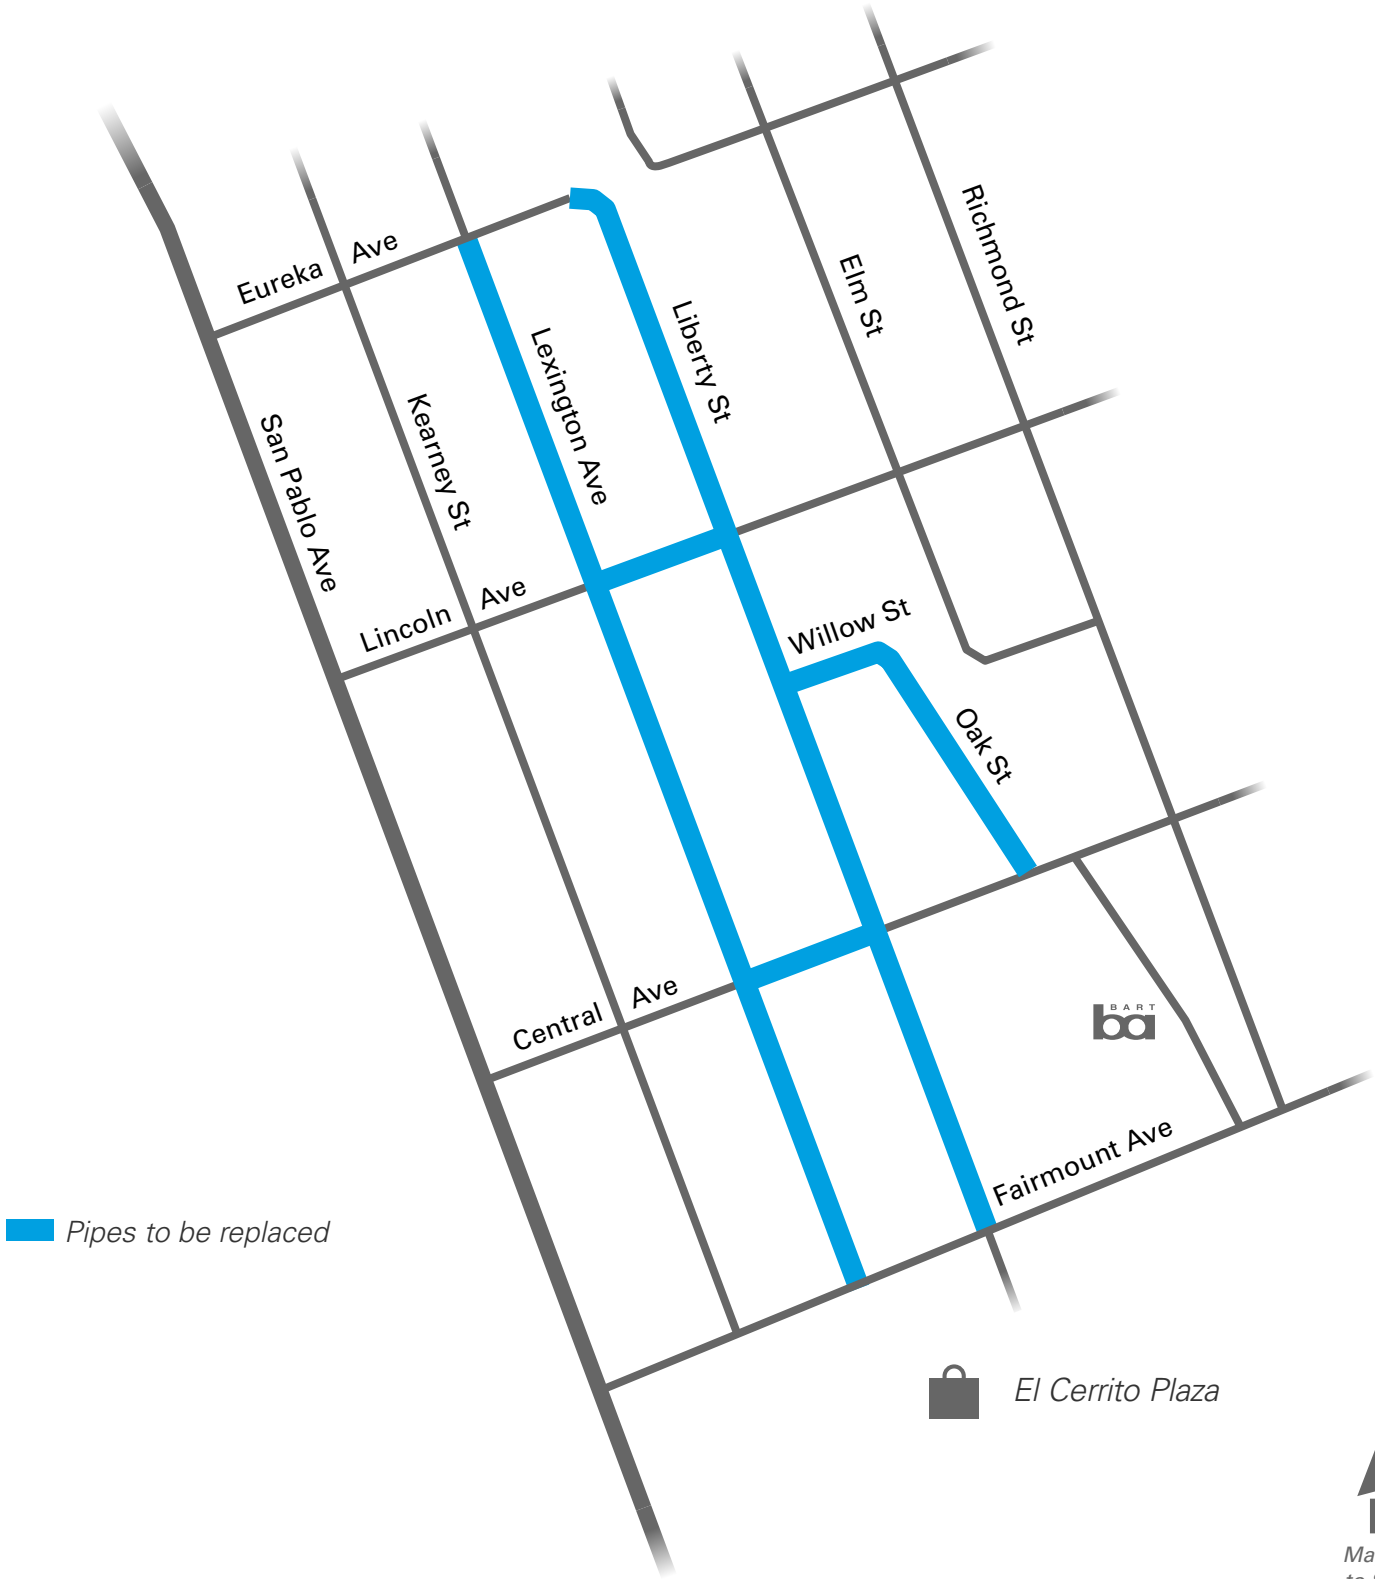 Richmond St
Eureka
Ave
Elm St
Liberty St
Lexington Ave
Kearney St
San Pablo Ave
Lincoln
Ave
Willow St
Oak St
Central
Ave
BART
ba
Fairmount Ave
Pipes to be replaced
El Cerrito Plaza